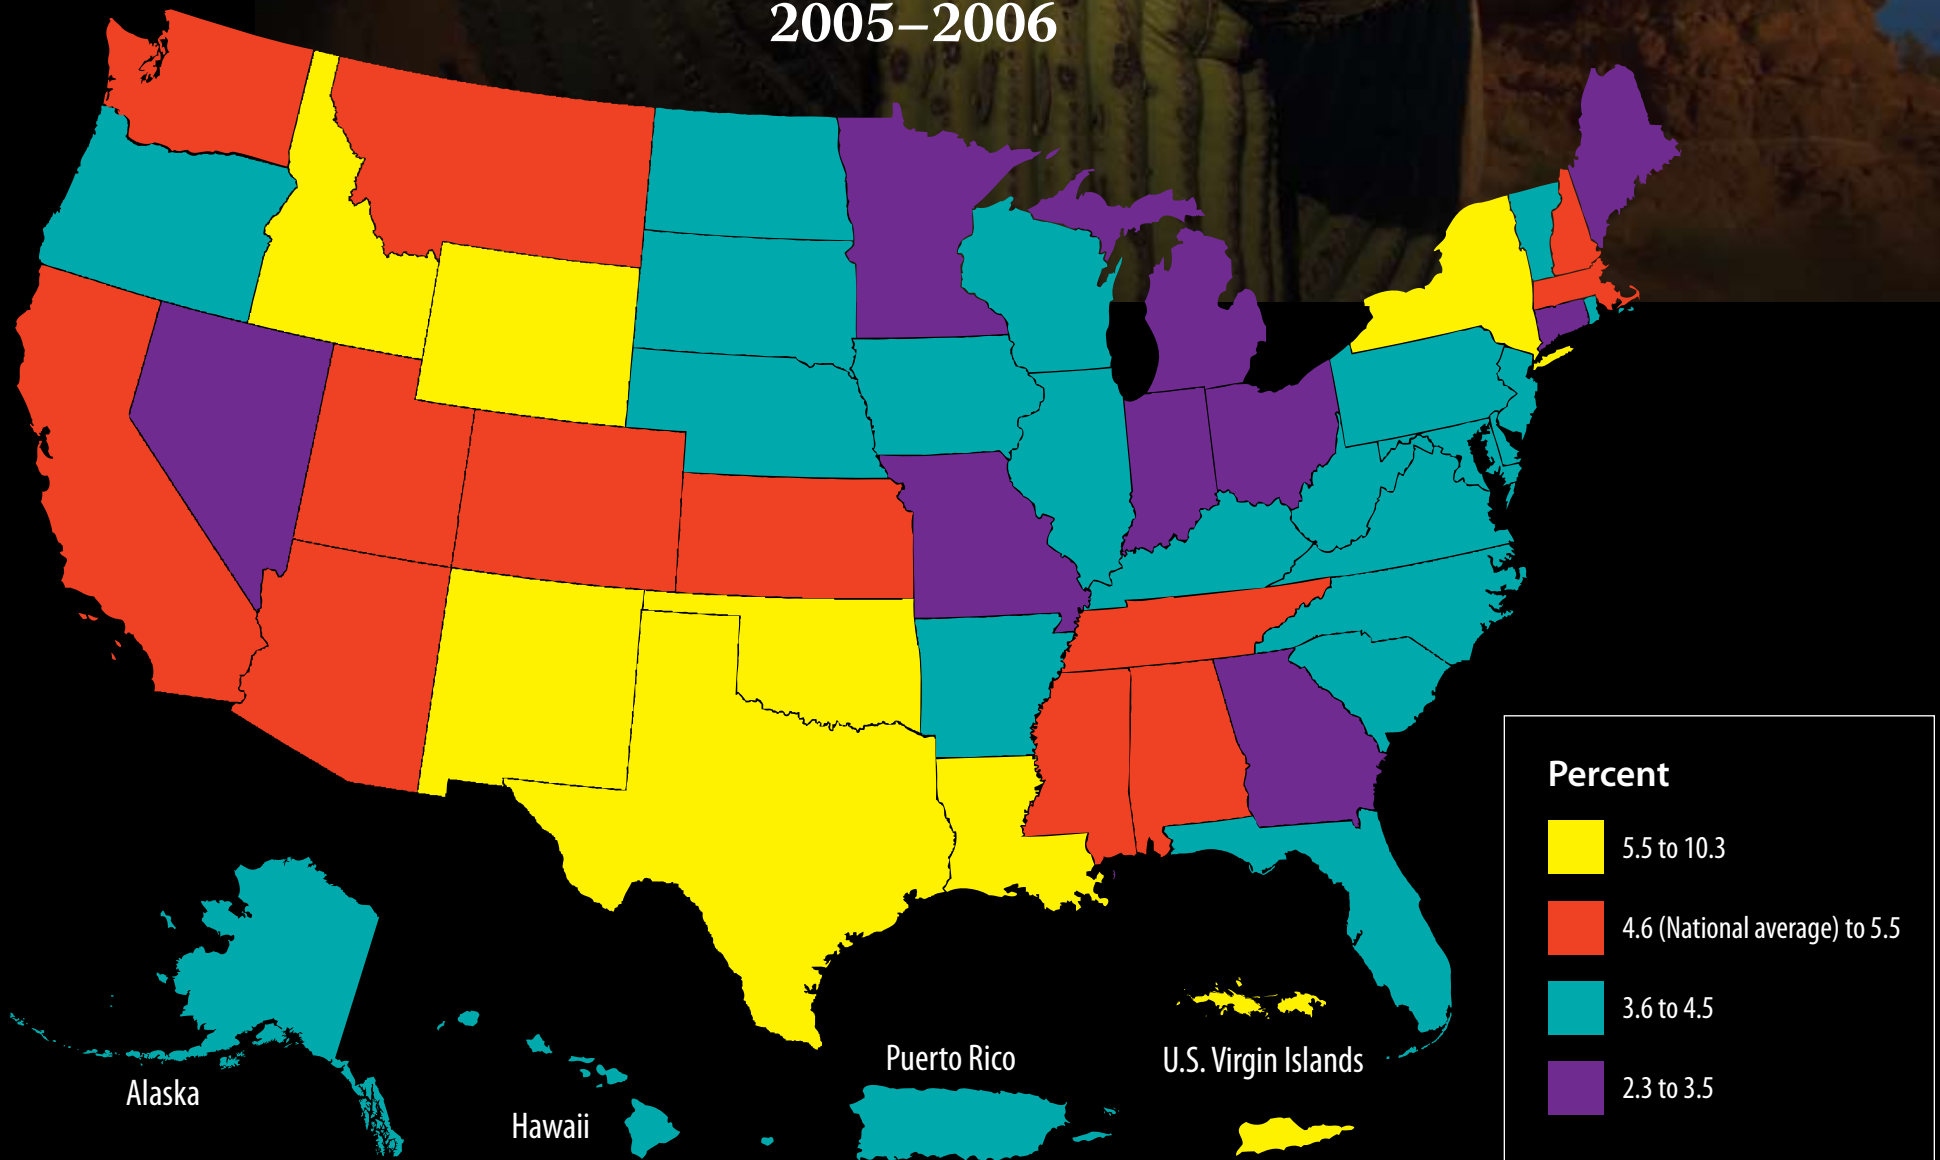 2005–2006
Percent
5.5 to 10.3
4.6 (National average) to 5.5
3.6 to 4.5
2.3 to 3.5
Puerto Rico
U.S. Virgin Islands
Alaska
Hawaii